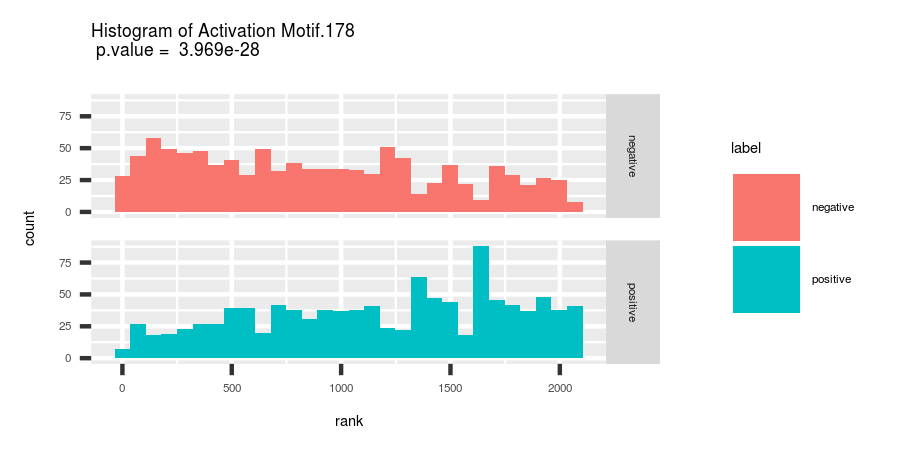 Histogram of Activation Motif.178
p.value = 3.969e-28
count
75
50
25
0
negative
75
50
25
0
positive
0
500
1000
1500
2000
rank
label
negative
positive